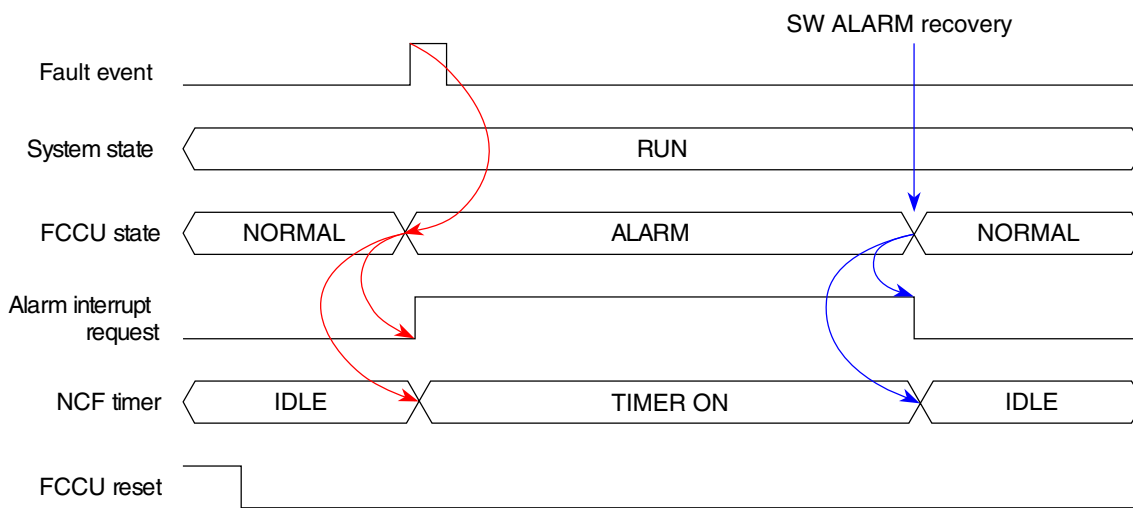 SW ALARM recovery
Fault event
System state
RUN
FCCU state
NORMAL
ALARM
NORMAL
Alarm interrupt
request
NCF timer
IDLE
TIMER ON
IDLE
FCCU reset